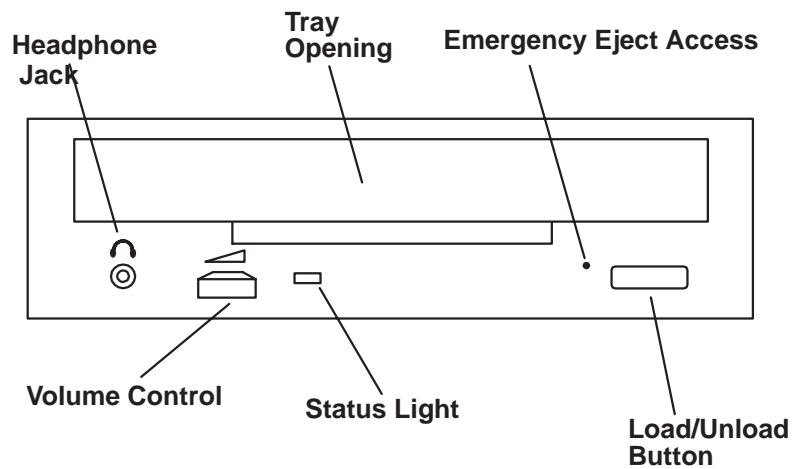 Headphone
Jack
Tray
Opening
Emergency Eject Access
Volume Control
Status Light
Load/Unload
Button